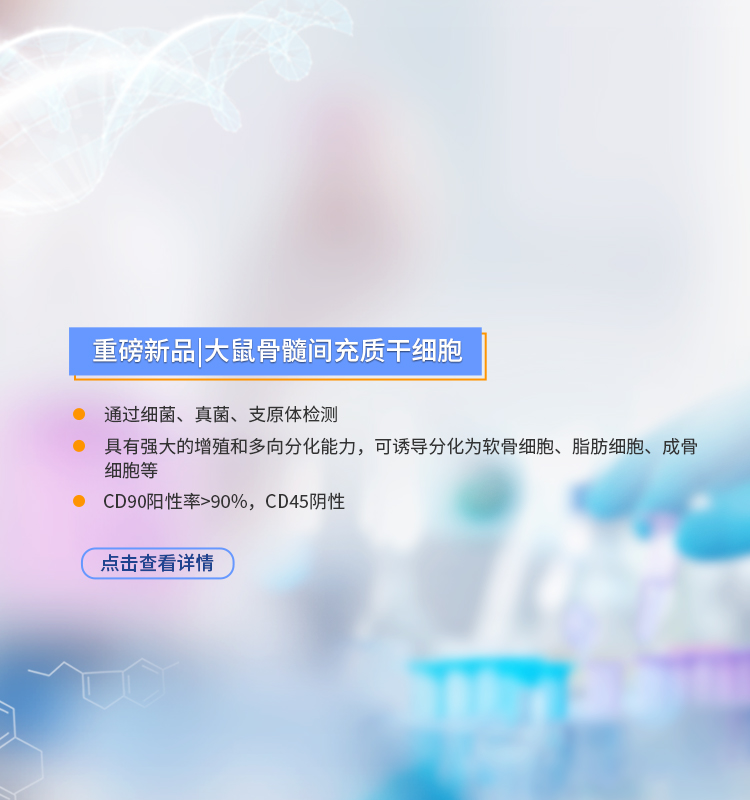 重磅新品|大鼠骨髓间充质干细胞
通过细菌、真菌、支原体检测
具有强大的增殖和多向分化能力，可诱导分化为软骨细胞、脂肪细胞、成骨
细胞等
CD90阳性率>90%，CD45阴性
点击查看详情